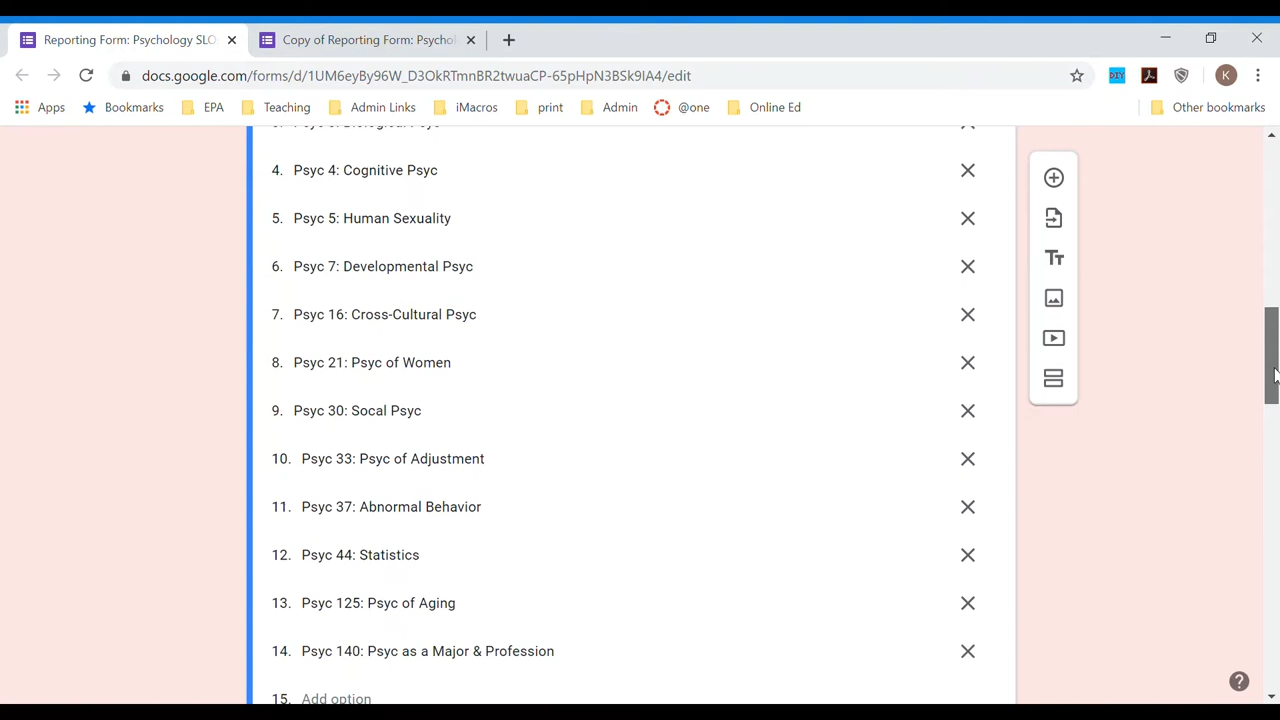 Reporting Form: Psychology SLO
Copy of Reporting Form: Psychol
docs.google.com/forms/d/1UM6eyBy96W_D3OkRTmnBR2twuaCP-65pHpN3BSk9IA4/edit
DEY
K
Apps
Bookmarks
EPA
Teaching
Admin Links
iMacros
print
Admin
@one
Online Ed
Other bookmarks
4. Psyc 4: Cognitive Psyc
5. Psyc 5: Human Sexuality
6. Psyc 7: Developmental Psyc
7. Psyc 16: Cross-Cultural Psyc
8. Psyc 21: Psyc of Women
9. Psyc 30: Socal Psyc
10. Psyc 33: Psyc of Adjustment
11. Psyc 37: Abnormal Behavior
12. Psyc 44: Statistics
13. Psyc 125: Psyc of Aging
14. Psyc 140: Psyc as a Major & Profession
15. Add option
Tt